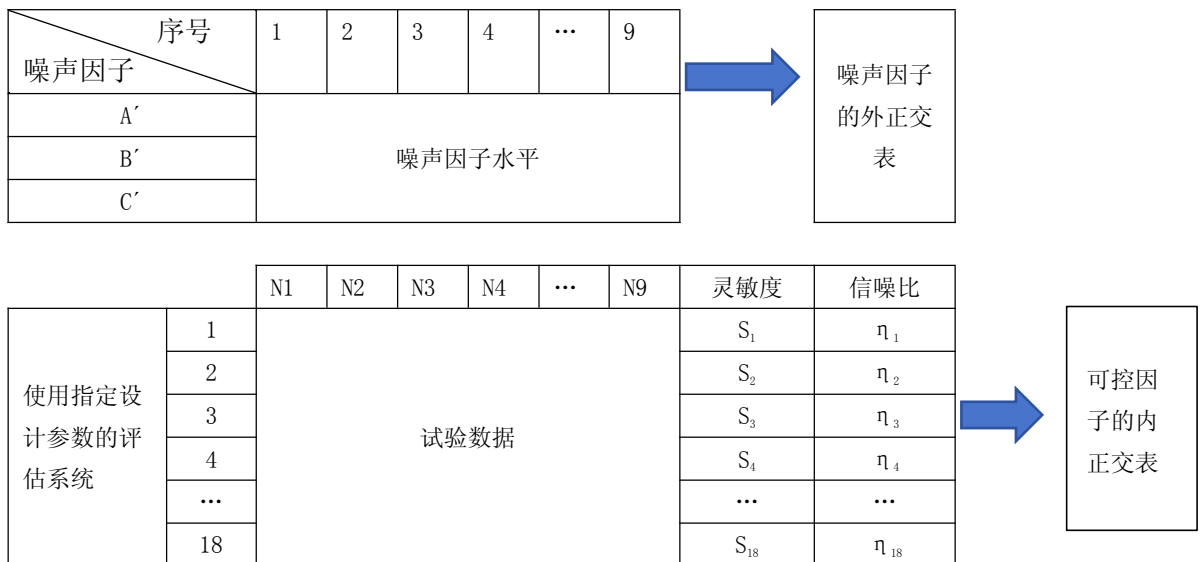 序号
噪声因子
1 2 3 4 … 9
A′
B′
C′
噪声因子水平
噪声因子
的外正交
表
N1 N2 N3 N4 … N9 灵敏度 信噪比
使用指定设
计参数的评
估系统
1
2
3
4
…
18
试验数据
S₁ η₁
S₂ η₂
S₃ η₃
S₄ η₄
… …
S₁₈ η₁₈
可控因
子的内
正交表